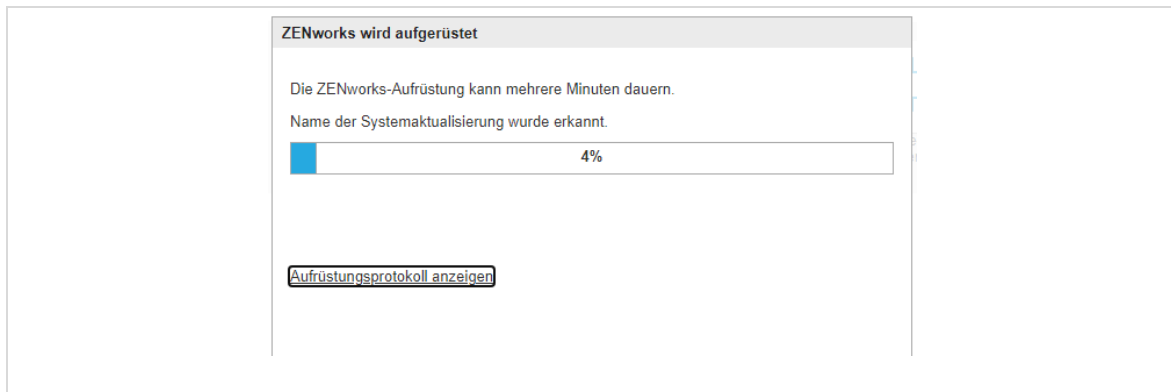 ZENworks wird aufgerüstet
Die ZENworks-Aufrüstung kann mehrere Minuten dauern.
Name der Systemaktualisierung wurde erkannt.
4%
Aufrüstungsprotokoll anzeigen